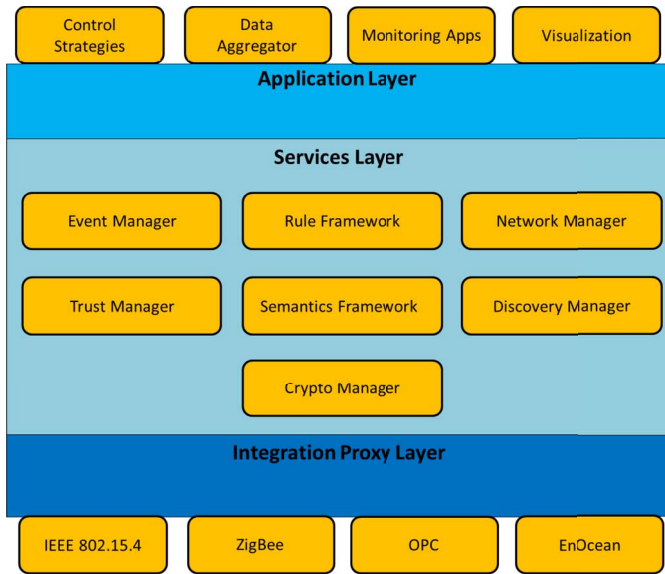 Control
Strategies
Data
Aggregator
Monitoring Apps
Visualization
Application Layer
Services Layer
Event Manager
Rule Framework
Network Manager
Trust Manager
Semantics Framework
Discovery Manager
Crypto Manager
Integration Proxy Layer
IEEE 802.15.4
ZigBee
OPC
EnOcean